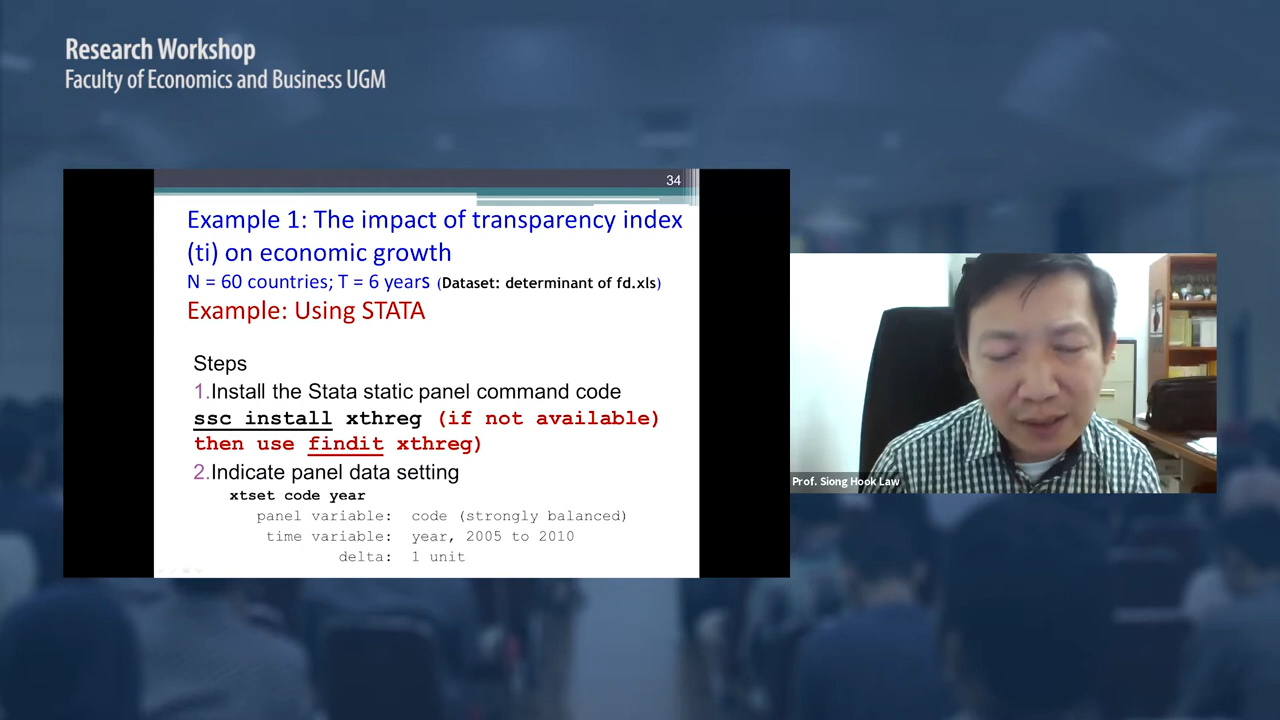 Research Workshop
Faculty of Economics and Business UGM
34
Example 1: The impact of transparency index
(ti) on economic growth
N = 60 countries; T = 6 years (Dataset: determinant of fd.xls)
Example: Using STATA
Steps
1.Install the Stata static panel command code
ssc install xthreg (if not available)
then use findit xthreg)
2.Indicate panel data setting
xtset code year
panel variable: code (strongly balanced)
time variable: year, 2005 to 2010
delta: 1 unit
Prof. Siong Hook Law